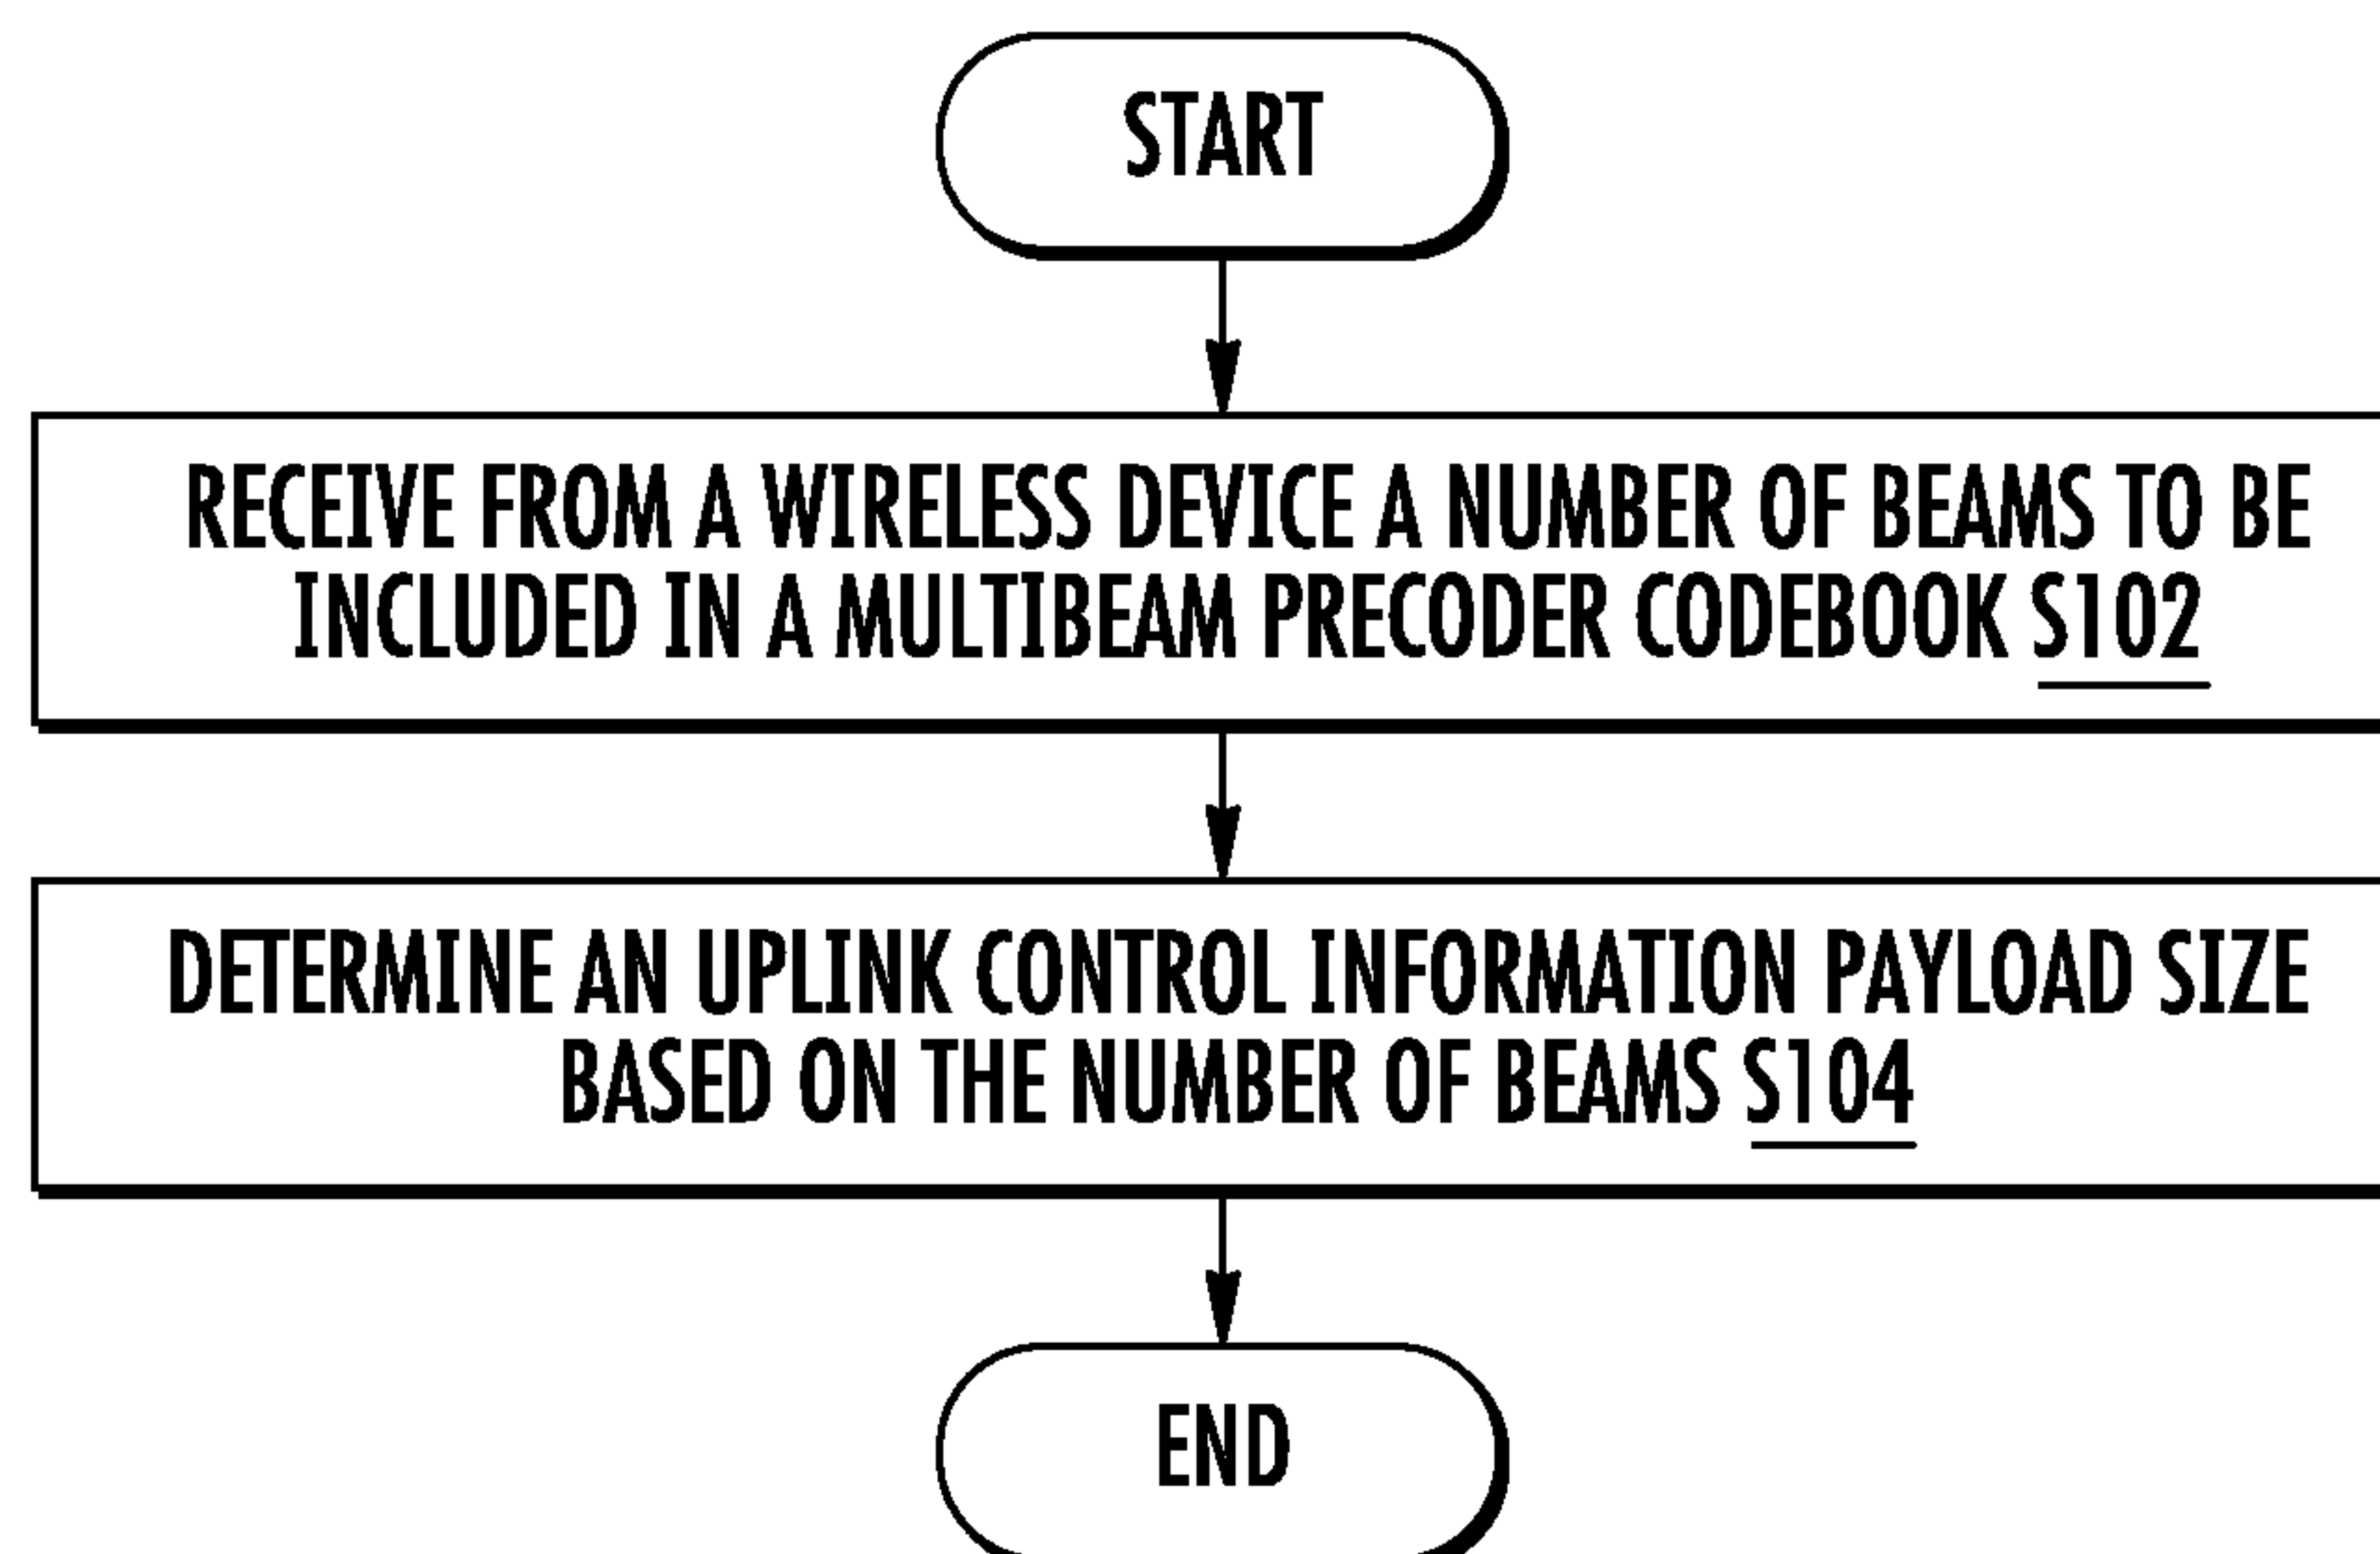 START
RECEIVE FROM A WIRELESS DEVICE A NUMBER OF BEAMS TO BE
INCLUDED IN A MULTIBEAM PRECODER CODEBOOK S102
DETERMINE AN UPLINK CONTROL INFORMATION PAYLOAD SIZE
BASED ON THE NUMBER OF BEAMS S104
END